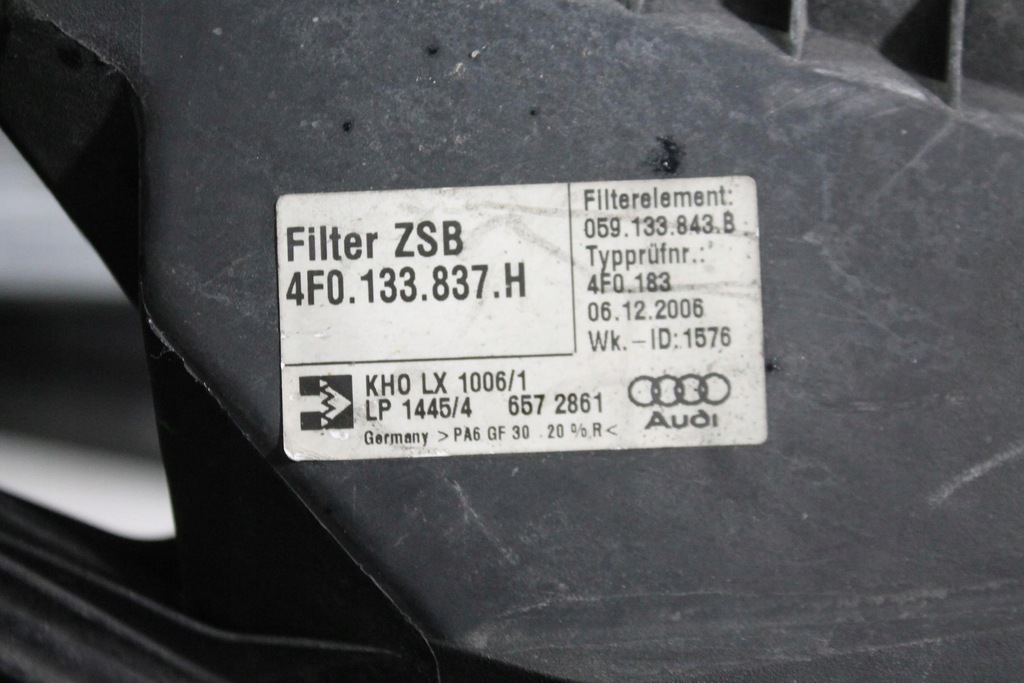 Filter ZSB
4F0.133.837.H
Filterelement:
059.133.843.B
Typprüfnr.:
4F0.183
06.12.2006
Wk.-ID:1576
KHO LX 1006/1
LP 1445/4 657 2861
Germany >PA6 GF 30 .20 % R<
Audi